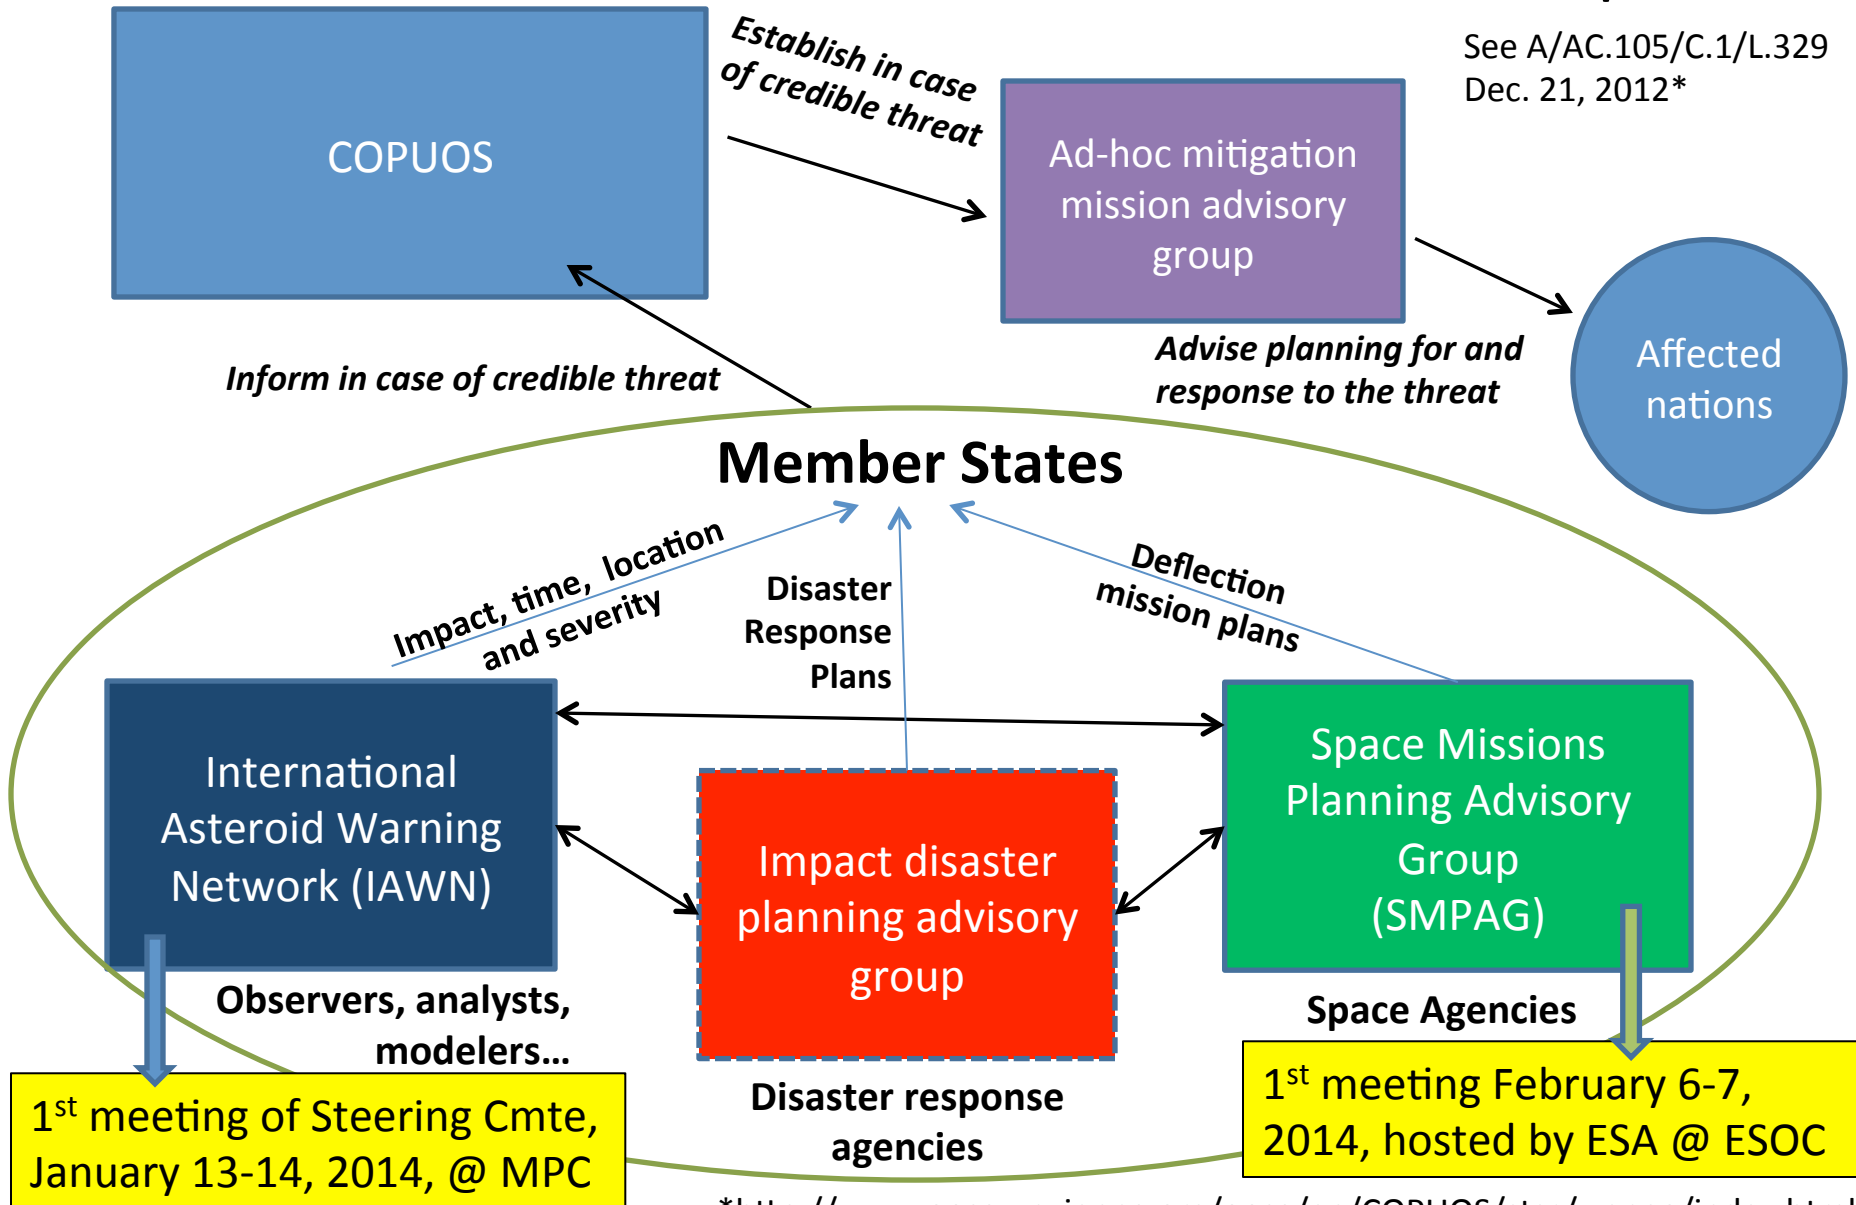 See A/AC.105/C.1/L.329
Dec. 21, 2012*
COPUOS
Establish in case
of credible threat
Ad-hoc mitigation
mission advisory
group
Inform in case of credible threat
Advise planning for and
response to the threat
Affected
nations
Member States
Impact, time, location
and severity
Disaster
Response
Plans
Deflection
mission plans
International
Asteroid Warning
Network (IAWN)
Impact disaster
planning advisory
group
Space Missions
Planning Advisory
Group
(SMPAG)
Observers, analysts,
modelers…
Disaster response
agencies
Space Agencies
1st meeting of Steering Cmte,
January 13-14, 2014, @ MPC
1st meeting February 6-7,
2014, hosted by ESA @ ESOC